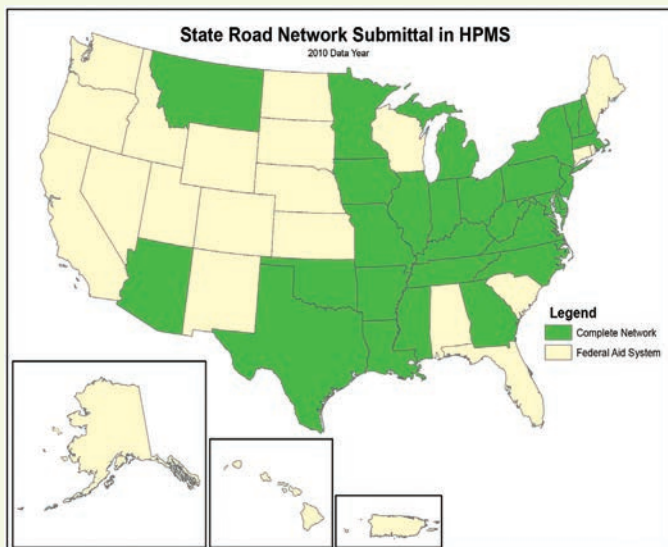 State Road Network Submittal in HPMS
2010 Data Year
Legend
Complete Network
Federal Aid System